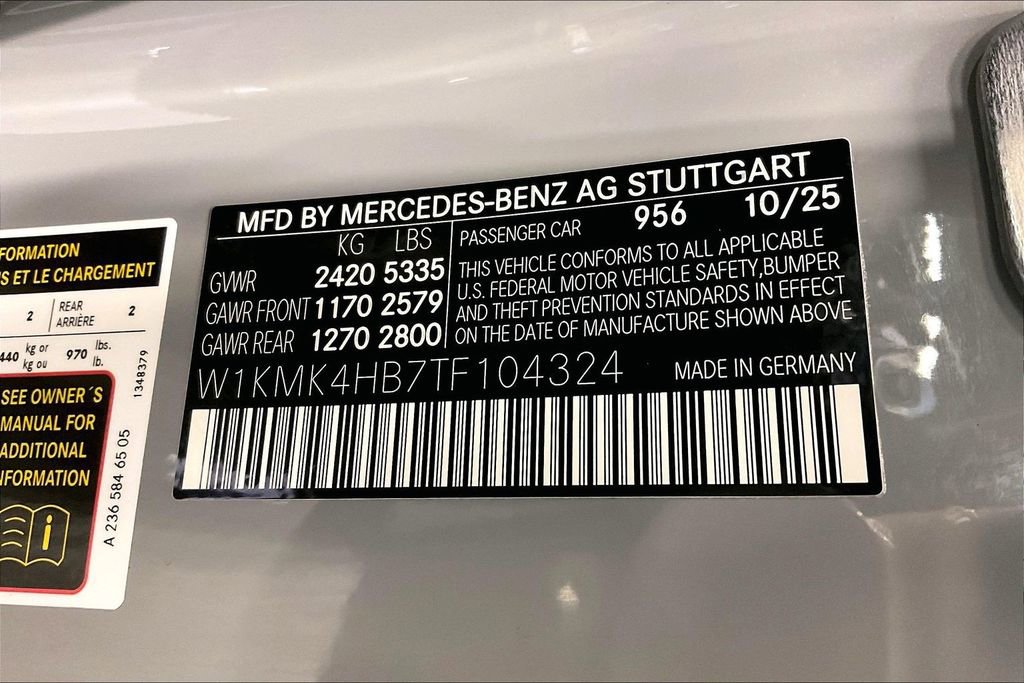 FORMATION
S ET LE CHARGEMENT
2 REAR ARRIÈRE 2
440 kg or kg ou 970 lbs. lb.
SEE OWNER´S
MANUAL FOR
ADDITIONAL
INFORMATION
1348379
A 236 584 65 05
MFD BY MERCEDES-BENZ AG STUTTGART
KG LBS
GVWR 2420 5335
GAWR FRONT 1170 2579
GAWR REAR 1270 2800
PASSENGER CAR 956 10/25
THIS VEHICLE CONFORMS TO ALL APPLICABLE
U.S. FEDERAL MOTOR VEHICLE SAFETY,BUMPER
AND THEFT PREVENTION STANDARDS IN EFFECT
ON THE DATE OF MANUFACTURE SHOWN ABOVE
W1KMK4HB7TF104324 MADE IN GERMANY